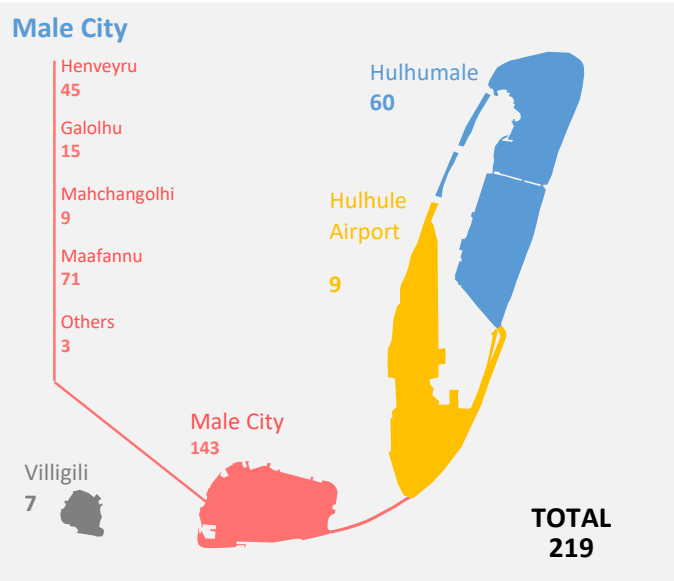 Male City
Henveyru
45
Galolhu
15
Mahchangolhi
9
Maafannu
71
Others
3
Hulhumale
60
Hulhule
Airport
9
Male City
143
Villigili
7
TOTAL
219